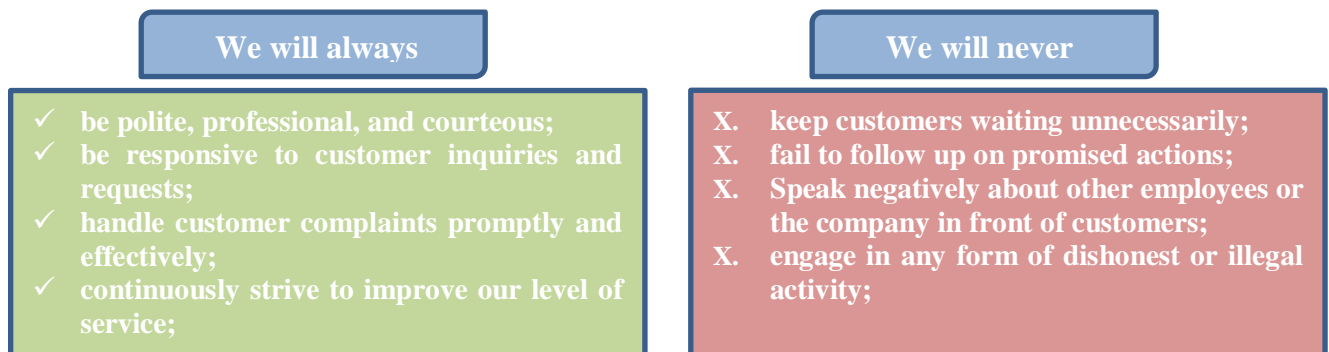 We will always
✓ be polite, professional, and courteous;
✓ be responsive to customer inquiries and
requests;
✓ handle customer complaints promptly and
effectively;
✓ continuously strive to improve our level of
service;
We will never
X. keep customers waiting unnecessarily;
X. fail to follow up on promised actions;
X. Speak negatively about other employees or
the company in front of customers;
X. engage in any form of dishonest or illegal
activity;